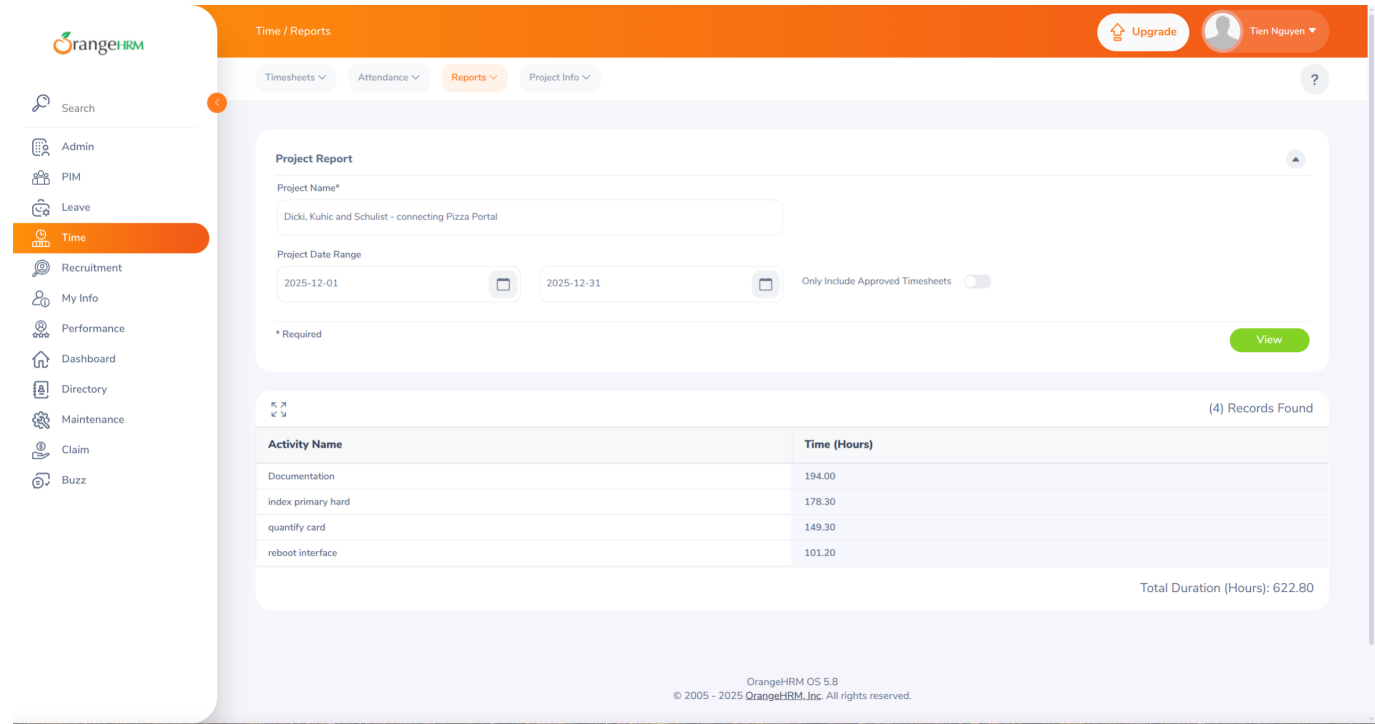 OrangeHRM
Time / Reports
Upgrade
Tien Nguyen
Timesheets
Attendance
Reports
Project Info
?
Search
Admin
PIM
Leave
Time
Recruitment
My Info
Performance
Dashboard
Directory
Maintenance
Claim
Buzz
Project Report
Project Name*
Dicki, Kuhic and Schulist - connecting Pizza Portal
Project Date Range
2025-12-01 2025-12-31 Only Include Approved Timesheets
* Required
View
(4) Records Found
Activity Name Time (Hours)
Documentation 194.00
index primary hard 178.30
quantify card 149.30
reboot interface 101.20
Total Duration (Hours): 622.80
OrangeHRM OS 5.8
© 2005 - 2025 OrangeHRM, Inc. All rights reserved.